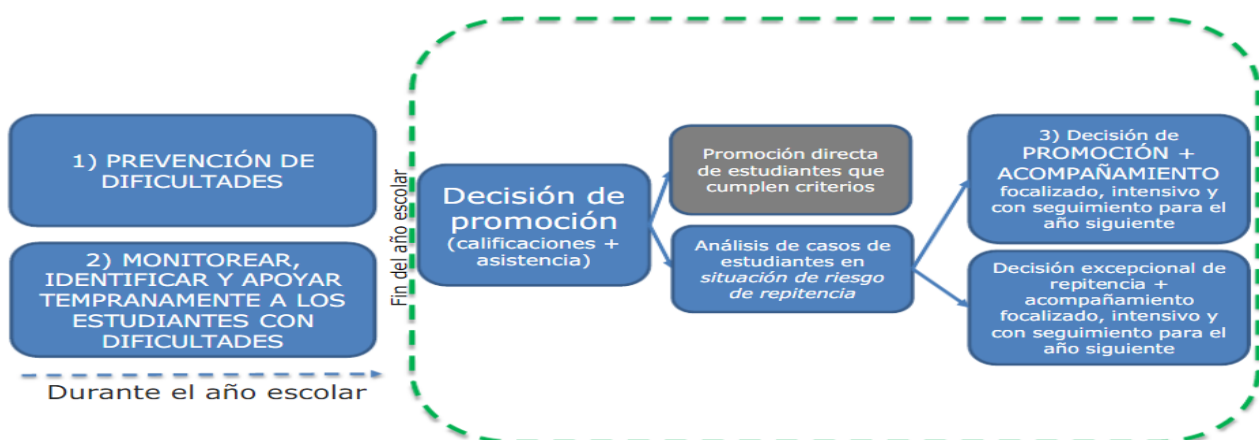 1) PREVENCIÓN DE
DIFICULTADES
2) MONITOREAR,
IDENTIFICAR Y APOYAR
TEMPRANAMENTE A LOS
ESTUDIANTES CON
DIFICULTADES
Durante el año escolar
Fin del año escolar
Decisión de
promoción
(calificaciones +
asistencia)
Promoción directa
de estudiantes que
cumplen criterios
Análisis de casos de
estudiantes en
situación de riesgo
de repitencia
3) Decisión de
PROMOCIÓN +
ACOMPAÑAMIENTO
focalizado, intensivo y
con seguimiento para el
año siguiente
Decisión excepcional de
repitencia +
acompañamiento
focalizado, intensivo y
con seguimiento para el
año siguiente